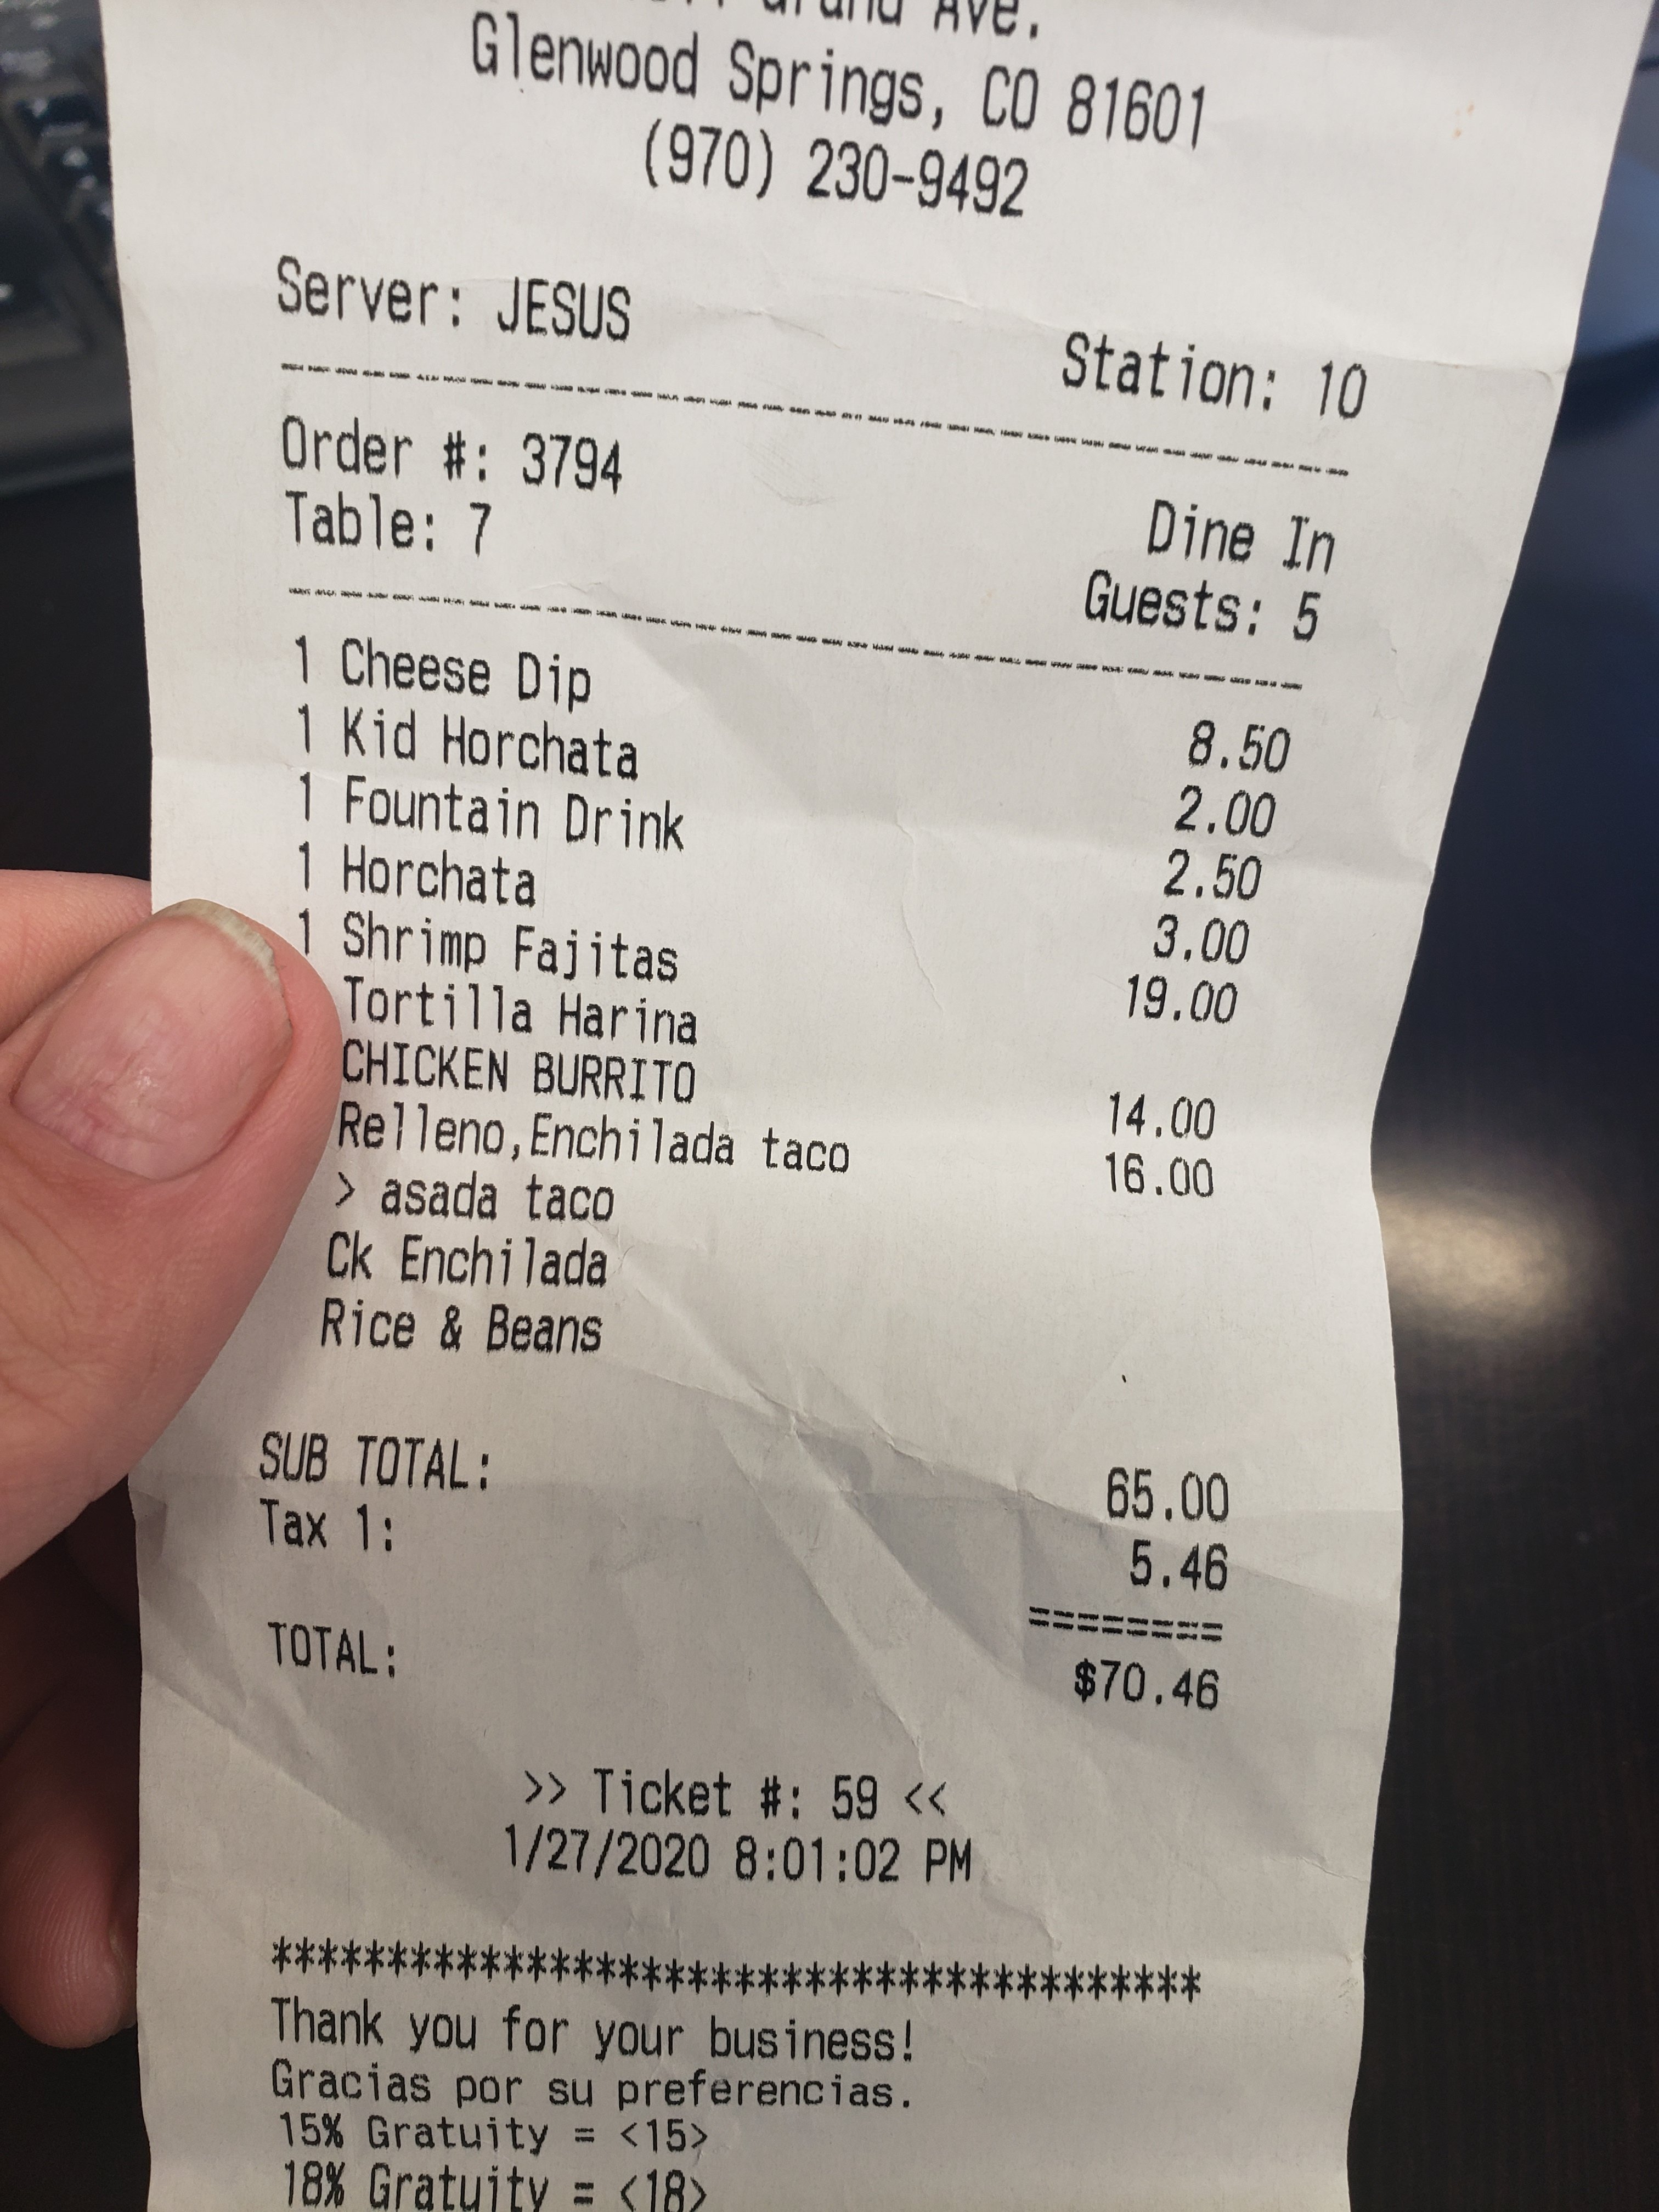 Grand Ave.
Glenwood Springs, CO 81601
(970) 230-9492
Server: JESUS Station: 10
Order #: 3794 Dine In
Table: 7 Guests: 5
1 Cheese Dip 8.50
1 Kid Horchata 2.00
1 Fountain Drink 2.50
1 Horchata 3.00
1 Shrimp Fajitas 19.00
Tortilla Harina
CHICKEN BURRITO 14.00
Relleno,Enchilada taco 16.00
> asada taco
Ck Enchilada
Rice & Beans
SUB TOTAL: 65.00
Tax 1: 5.46
========
TOTAL: $70.46
>> Ticket #: 59 <<
1/27/2020 8:01:02 PM
****************************************
Thank you for your business!
Gracias por su preferencias.
15% Gratuity = <15>
18% Gratuity = <18>